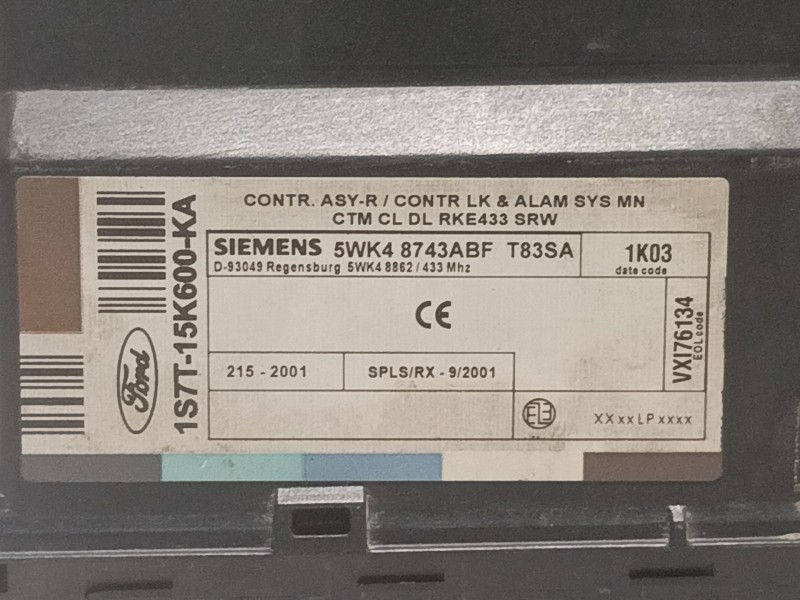 CONTR. ASY-R / CONTR LK & ALAM SYS MN
CTM CL DL RKE433 SRW
SIEMENS 5WK4 8743ABF T83SA
D-93049 Regensburg 5WK4 8862 / 433 Mhz
1K03
date code
CE
VXI76134
EOL code
215 - 2001
SPLS/RX - 9/2001
XXxxLPxxxx
Ford
1S7T-15K600-KA